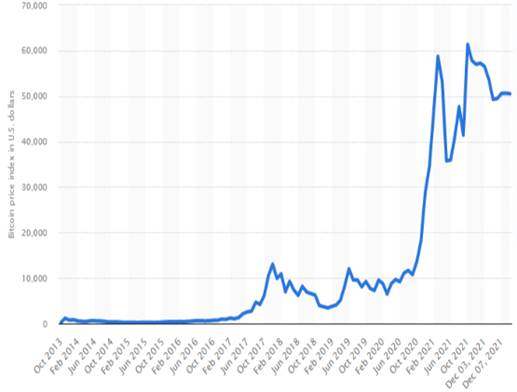 70,000
60,000
50,000
40,000
30,000
20,000
10,000
0
Bitcoin price index in U.S. dollars
Oct 2013
Feb 2014
Jun 2014
Oct 2014
Feb 2015
Jun 2015
Oct 2015
Feb 2016
Jun 2016
Oct 2016
Feb 2017
Jun 2017
Oct 2017
Feb 2018
Jun 2018
Oct 2018
Feb 2019
Jun 2019
Oct 2019
Feb 2020
Jun 2020
Oct 2020
Feb 2021
Jun 2021
Oct 2021
Dec 03, 2021
Dec 07, 2021